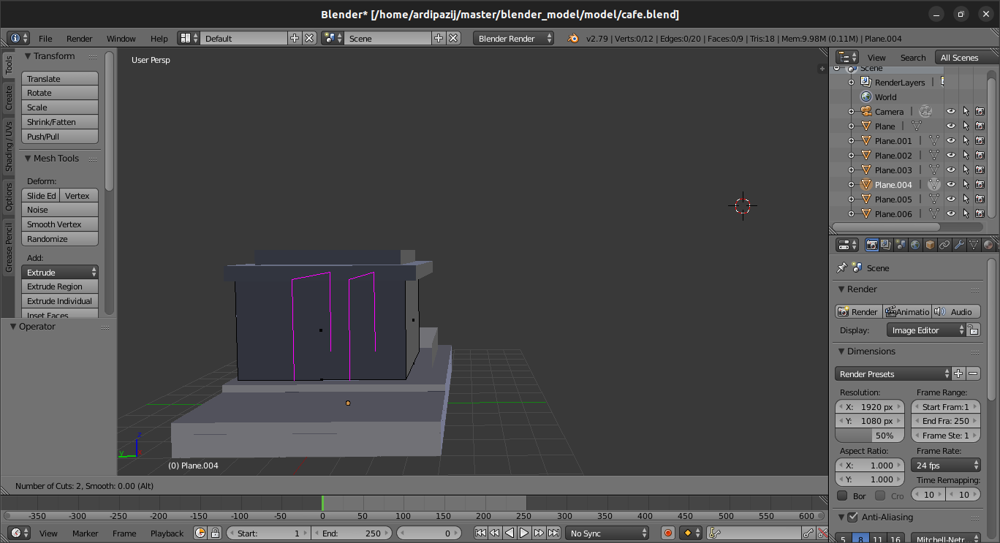 Blender* [/home/ardipazij/master/blender_model/model/cafe.blend]
File Render Window Help Default Scene Blender Render v2.79 | Verts:0/12 | Edges:0/20 | Faces:0/9 | Tris:18 | Mem:9.98M (0.11M) | Plane.004
Tools
Create
Shading / UVs
Options
Grease Pencil
Transform
Translate
Rotate
Scale
Shrink/Fatten
Push/Pull
Mesh Tools
Deform:
Slide Ed Vertex
Noise
Smooth Vertex
Randomize
Add:
Extrude
Extrude Region
Extrude Individual
Inset Faces
Operator
User Persp
z
y
(0) Plane.004
Number of Cuts: 2, Smooth: 0.00 (Alt)
View Search All Scenes
Scene
RenderLayers |
World
Camera |
Plane |
Plane.001 |
Plane.002 |
Plane.003 |
Plane.004 |
Plane.005 |
Plane.006 |
Scene
Render
Render Animatio Audio
Display: Image Editor
Dimensions
Render Presets
Resolution: Frame Range:
X: 1920 px Start Fram:1
Y: 1080 px End Fra: 250
50% Frame Ste: 1
Aspect Ratio: Frame Rate:
X: 1.000 24 fps
Y: 1.000 Time Remapping:
Bor Cro 10 10
Anti-Aliasing
5 8 11 16 Mitchell-Netr...
-350 -300 -250 -200 -150 -100 -50 0 50 100 150 200 250 300 350 400 450 500 550 600
View Marker Frame Playback Start: 1 End: 250 0 No Sync